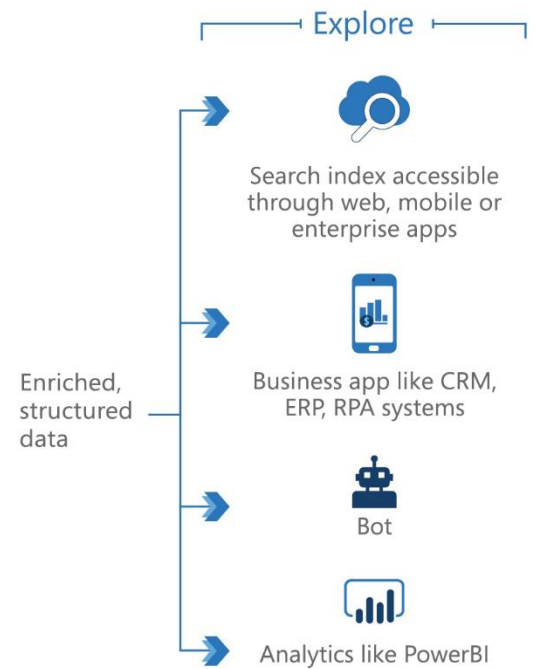 Explore
Search index accessible
through web, mobile or
enterprise apps
Enriched,
structured
data
Business app like CRM,
ERP, RPA systems
Bot
Analytics like PowerBI